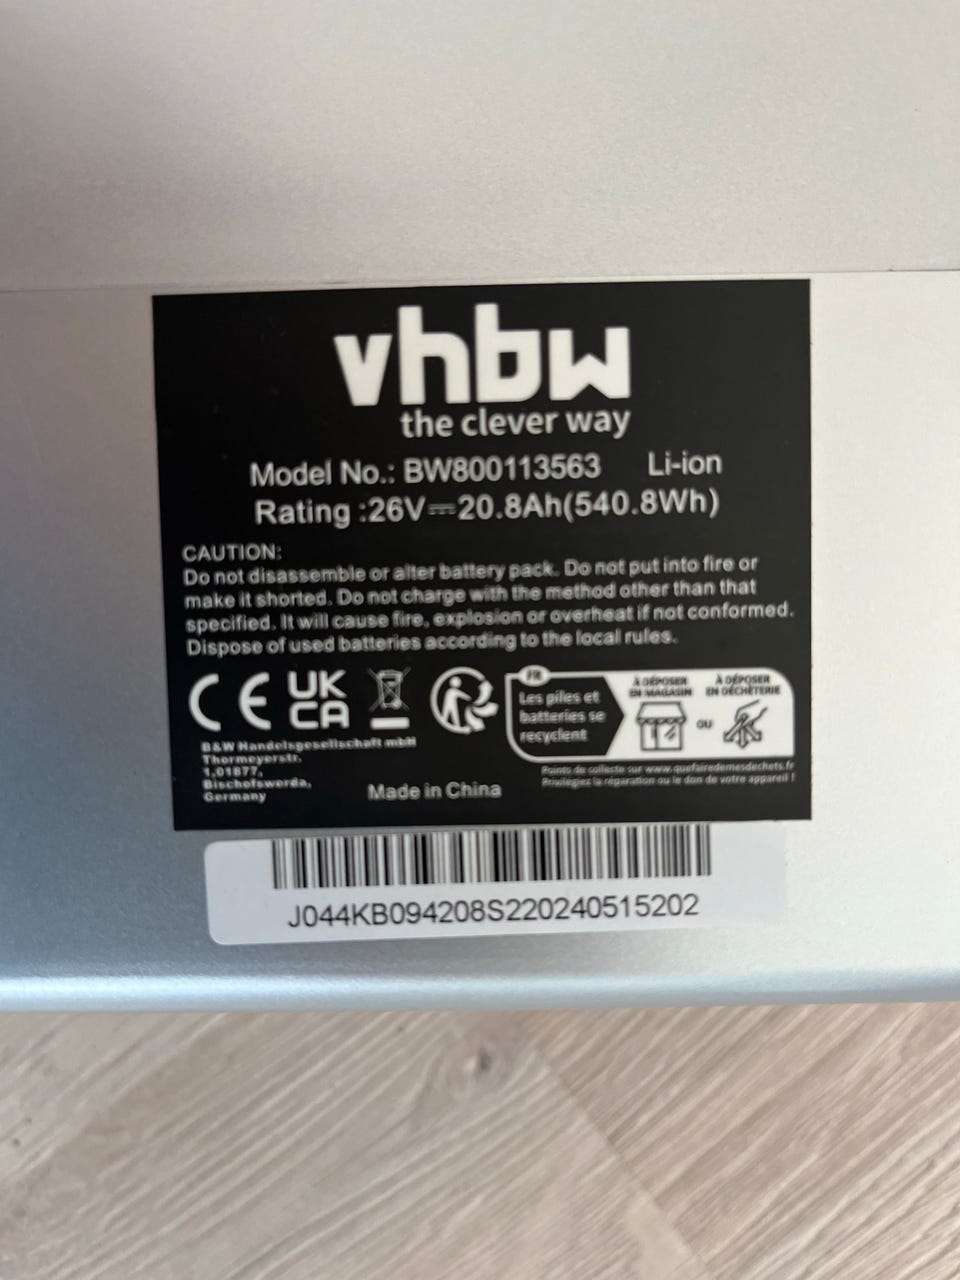 vhbw
the clever way
Model No.: BW800113563 Li-ion
Rating :26V⎓20.8Ah(540.8Wh)
CAUTION:
Do not disassemble or alter battery pack. Do not put into fire or
make it shorted. Do not charge with the method other than that
specified. It will cause fire, explosion or overheat if not conformed.
Dispose of used batteries according to the local rules.
CE UK
CA
B&W Handelsgesellschaft mbH
Thormeyerstr.
1,01877,
Bischofswerda,
Germany
Made in China
FR
Les piles et
batteries se
recyclent
À DÉPOSER
EN MAGASIN
OU
À DÉPOSER
EN DÉCHÈTERIE
Points de collecte sur www.quefairedemesdechets.fr
Privilégiez la réparation ou le don de votre appareil !
J044KB094208S220240515202